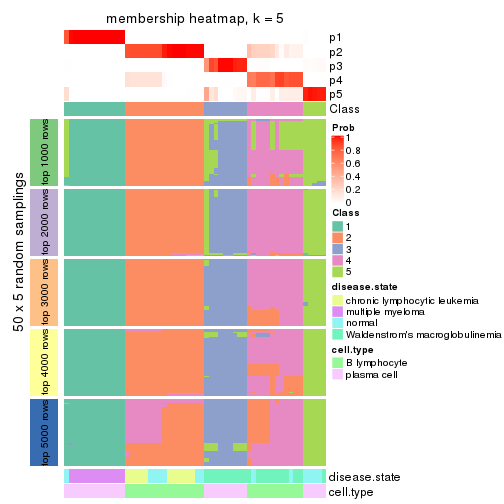 membership heatmap, k = 5
p1
p2
p3
p4
p5
Class
50 x 5 random samplings
top 1000 rows
top 2000 rows
top 3000 rows
top 4000 rows
top 5000 rows
disease.state
cell.type
Prob
1
0.8
0.6
0.4
0.2
0
Class
1
2
3
4
5
disease.state
chronic lymphocytic leukemia
multiple myeloma
normal
Waldenstrom's macroglobulinemia
cell.type
B lymphocyte
plasma cell